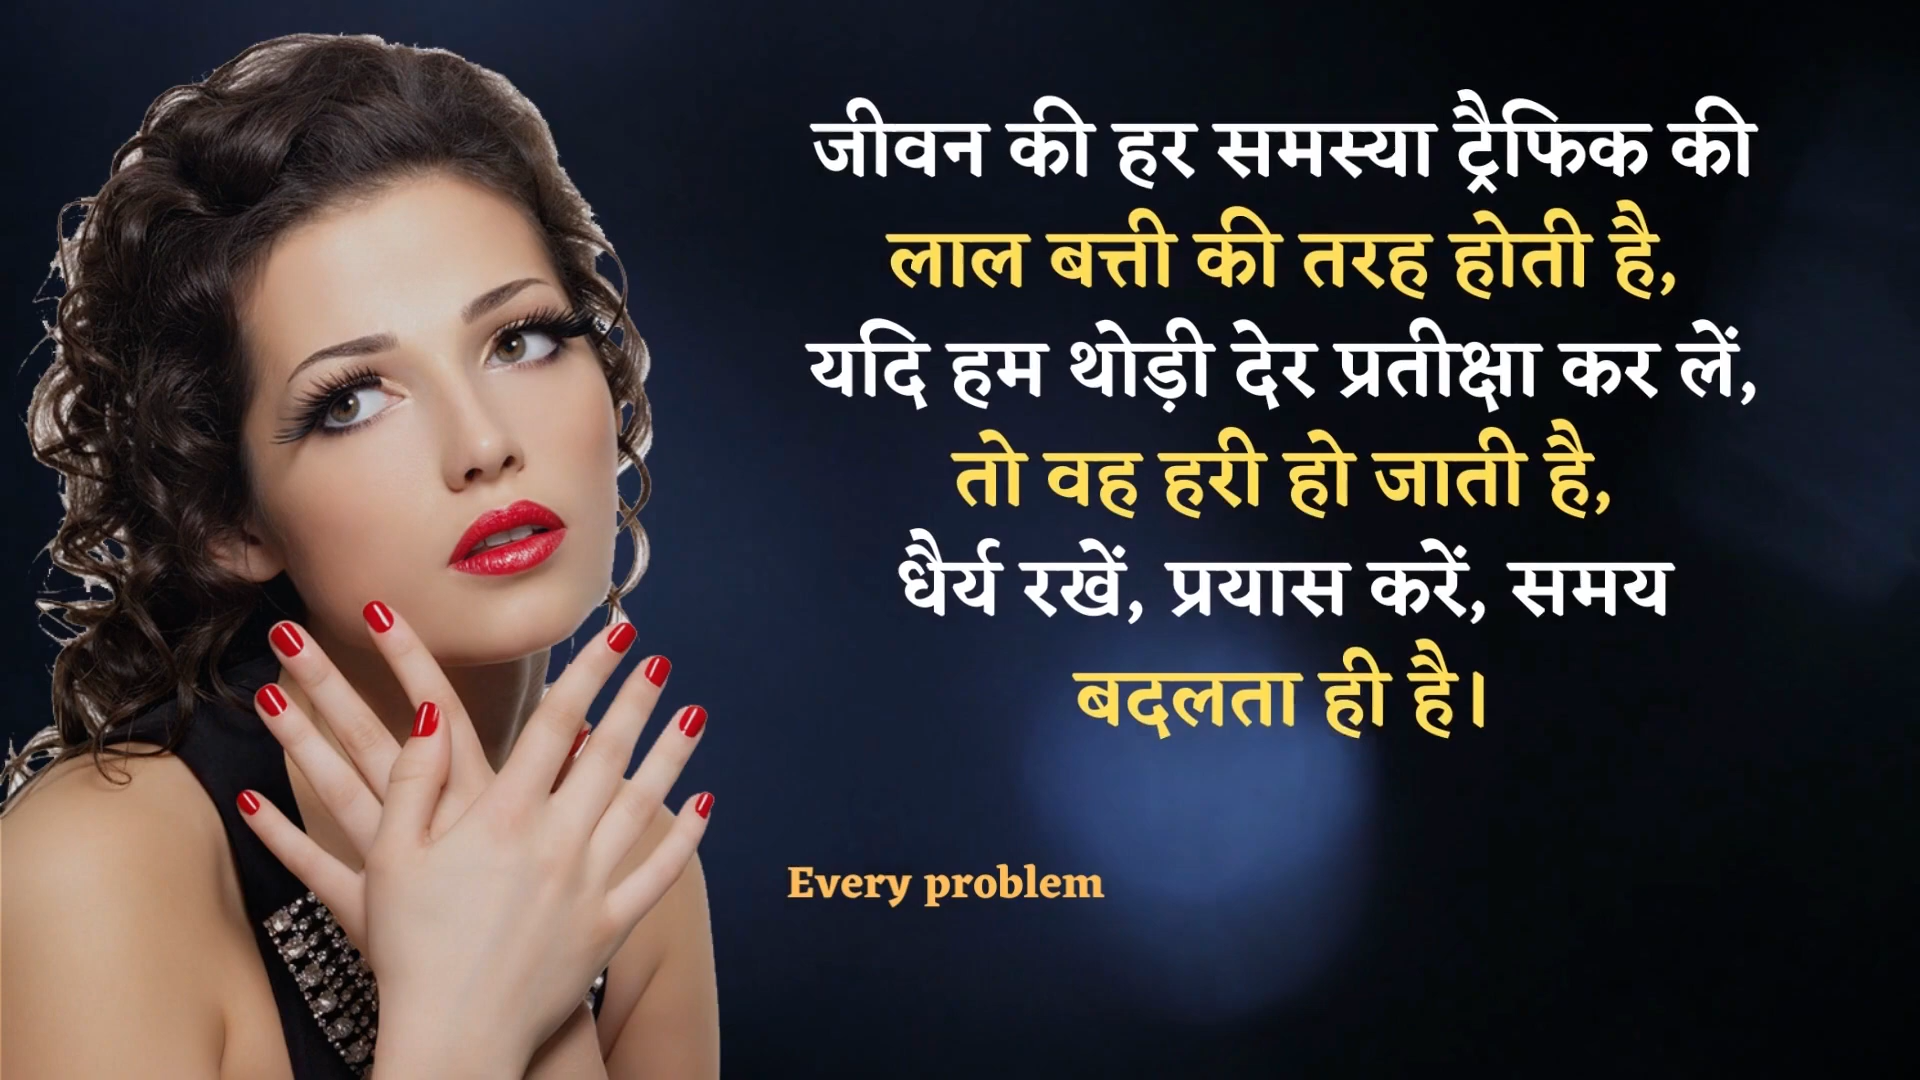 जीवन की हर समस्या ट्रैफिक की
लाल बत्ती की तरह होती है,
यदि हम थोड़ी देर प्रतीक्षा कर लें,
तो वह हरी हो जाती है,
धैर्य रखें, प्रयास करें, समय
बदलता ही है।
Every problem